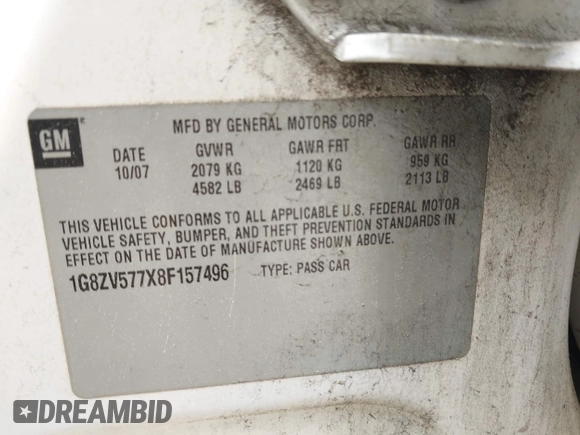 GM
MFD BY GENERAL MOTORS CORP.
DATE GVWR GAWR FRT GAWR RR
10/07 2079 KG 1120 KG 959 KG
4582 LB 2469 LB 2113 LB
THIS VEHICLE CONFORMS TO ALL APPLICABLE U.S. FEDERAL MOTOR
VEHICLE SAFETY, BUMPER, AND THEFT PREVENTION STANDARDS IN
EFFECT ON THE DATE OF MANUFACTURE SHOWN ABOVE.
1G8ZV577X8F157496 TYPE: PASS CAR
DREAMBID